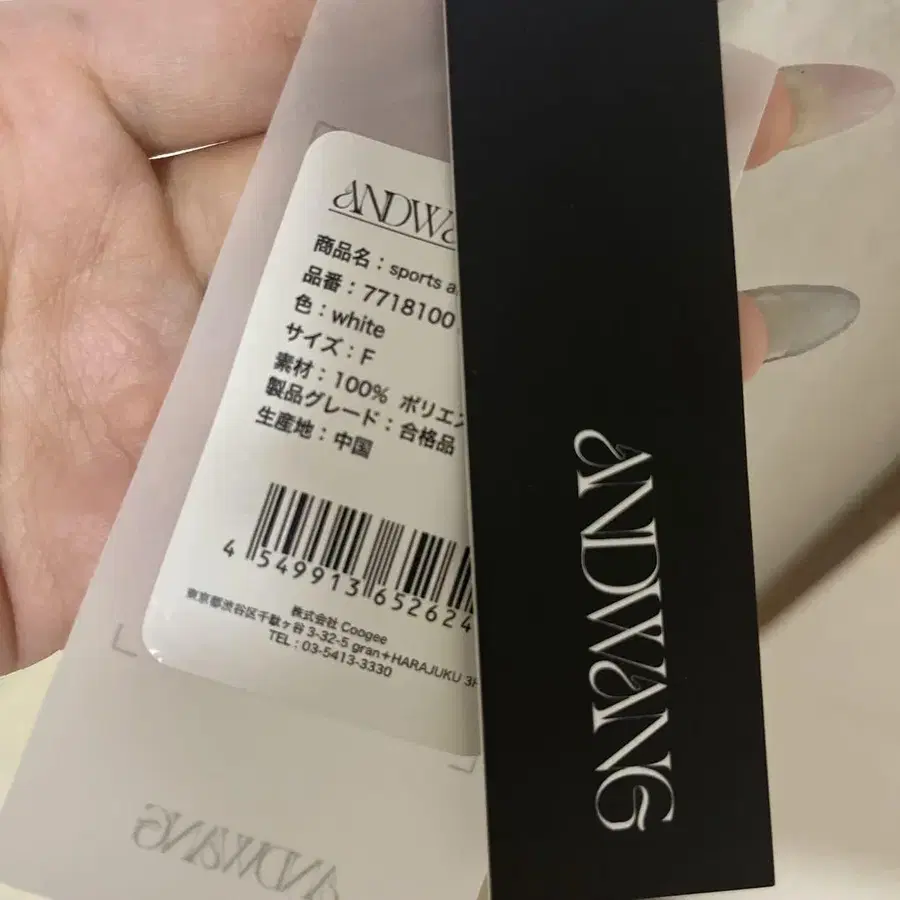 ANDWA
商品名：sports a
品番：7718100
色：white
サイズ：F
素材：100% ポリエス
製品グレード：合格品
生産地：中国
4 549913 652624
株式会社 Coogee
東京都渋谷区千駄ヶ谷 3-32-5 gran+HARAJUKU 3F
TEL：03-5413-3330
ANDWANG
ANDWANG